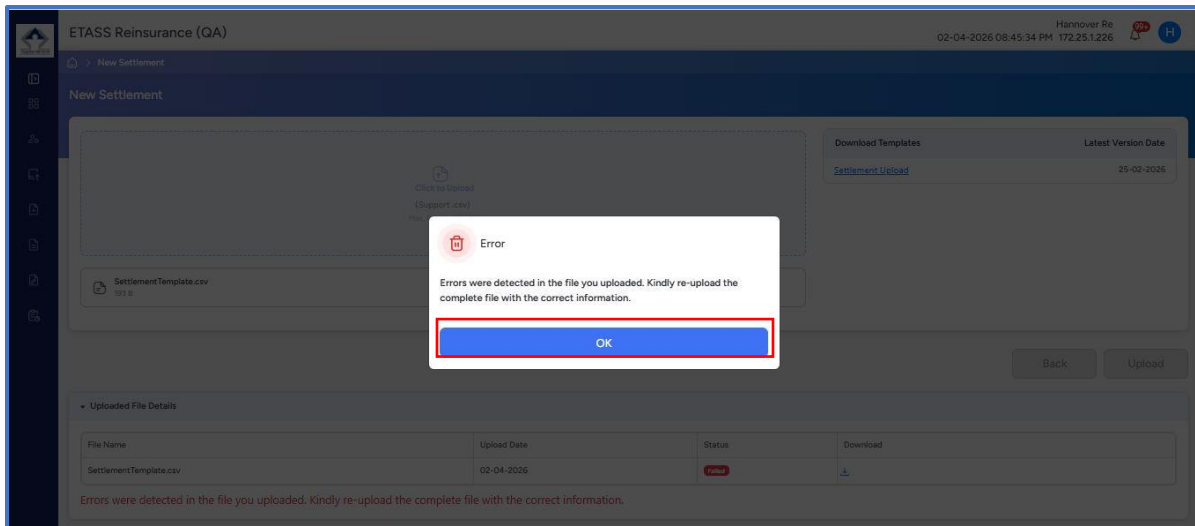 ETASS Reinsurance (QA)
Hannover Re
02-04-2026 08:45:34 PM 172.25.1.226
99+
H
> New Settlement
New Settlement
Click to Upload
(Support .csv)
Download Templates Latest Version Date
Settlement Upload 25-02-2026
SettlementTemplate.csv
Error
Errors were detected in the file you uploaded. Kindly re-upload the
complete file with the correct information.
OK
Back Upload
Uploaded File Details
File Name Upload Date Status Download
SettlementTemplate.csv 02-04-2026 Failed
Errors were detected in the file you uploaded. Kindly re-upload the complete file with the correct information.